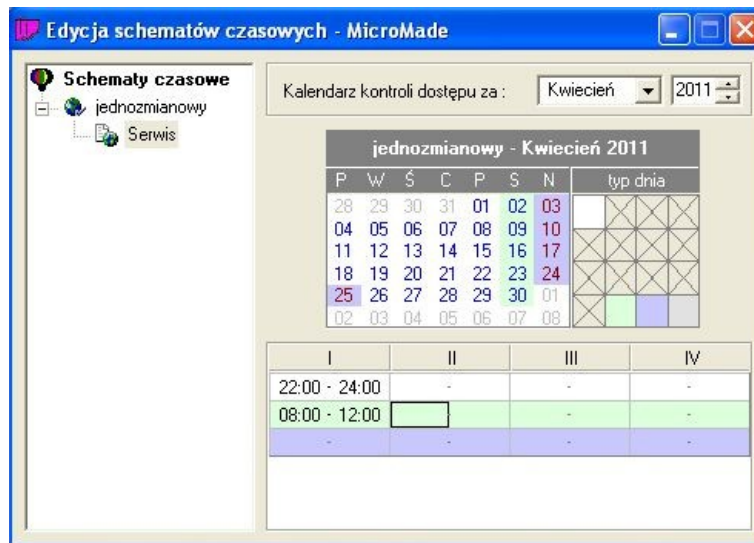 Edycja schematów czasowych - MicroMade
Schematy czasowe
jednozmianowy
Serwis
Kalendarz kontroli dostępu za :
Kwiecień
2011
jednozmianowy - Kwiecień 2011
P W Ś C P S N typ dnia
28 29 30 31 01 02 03
04 05 06 07 08 09 10
11 12 13 14 15 16 17
18 19 20 21 22 23 24
25 26 27 28 29 30 01
02 03 04 05 06 07 08
I II III IV
22:00 - 24:00 - - -
08:00 - 12:00 - -
- - - -